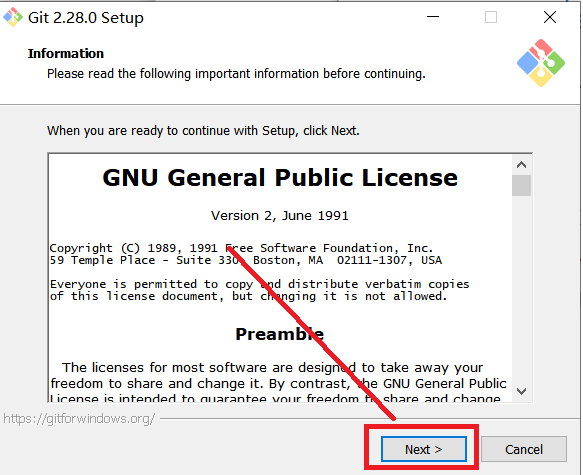 Git 2.28.0 Setup
Information
Please read the following important information before continuing.
When you are ready to continue with Setup, click Next.
GNU General Public License
Version 2, June 1991
Copyright (C) 1989, 1991 Free Software Foundation, Inc.
59 Temple Place - Suite 330, Boston, MA  02111-1307, USA
Everyone is permitted to copy and distribute verbatim copies
of this license document, but changing it is not allowed.
Preamble
The licenses for most software are designed to take away your
freedom to share and change it. By contrast, the GNU General Public
License is intended to guarantee your freedom to share and change
https://gitforwindows.org/
Next >
Cancel